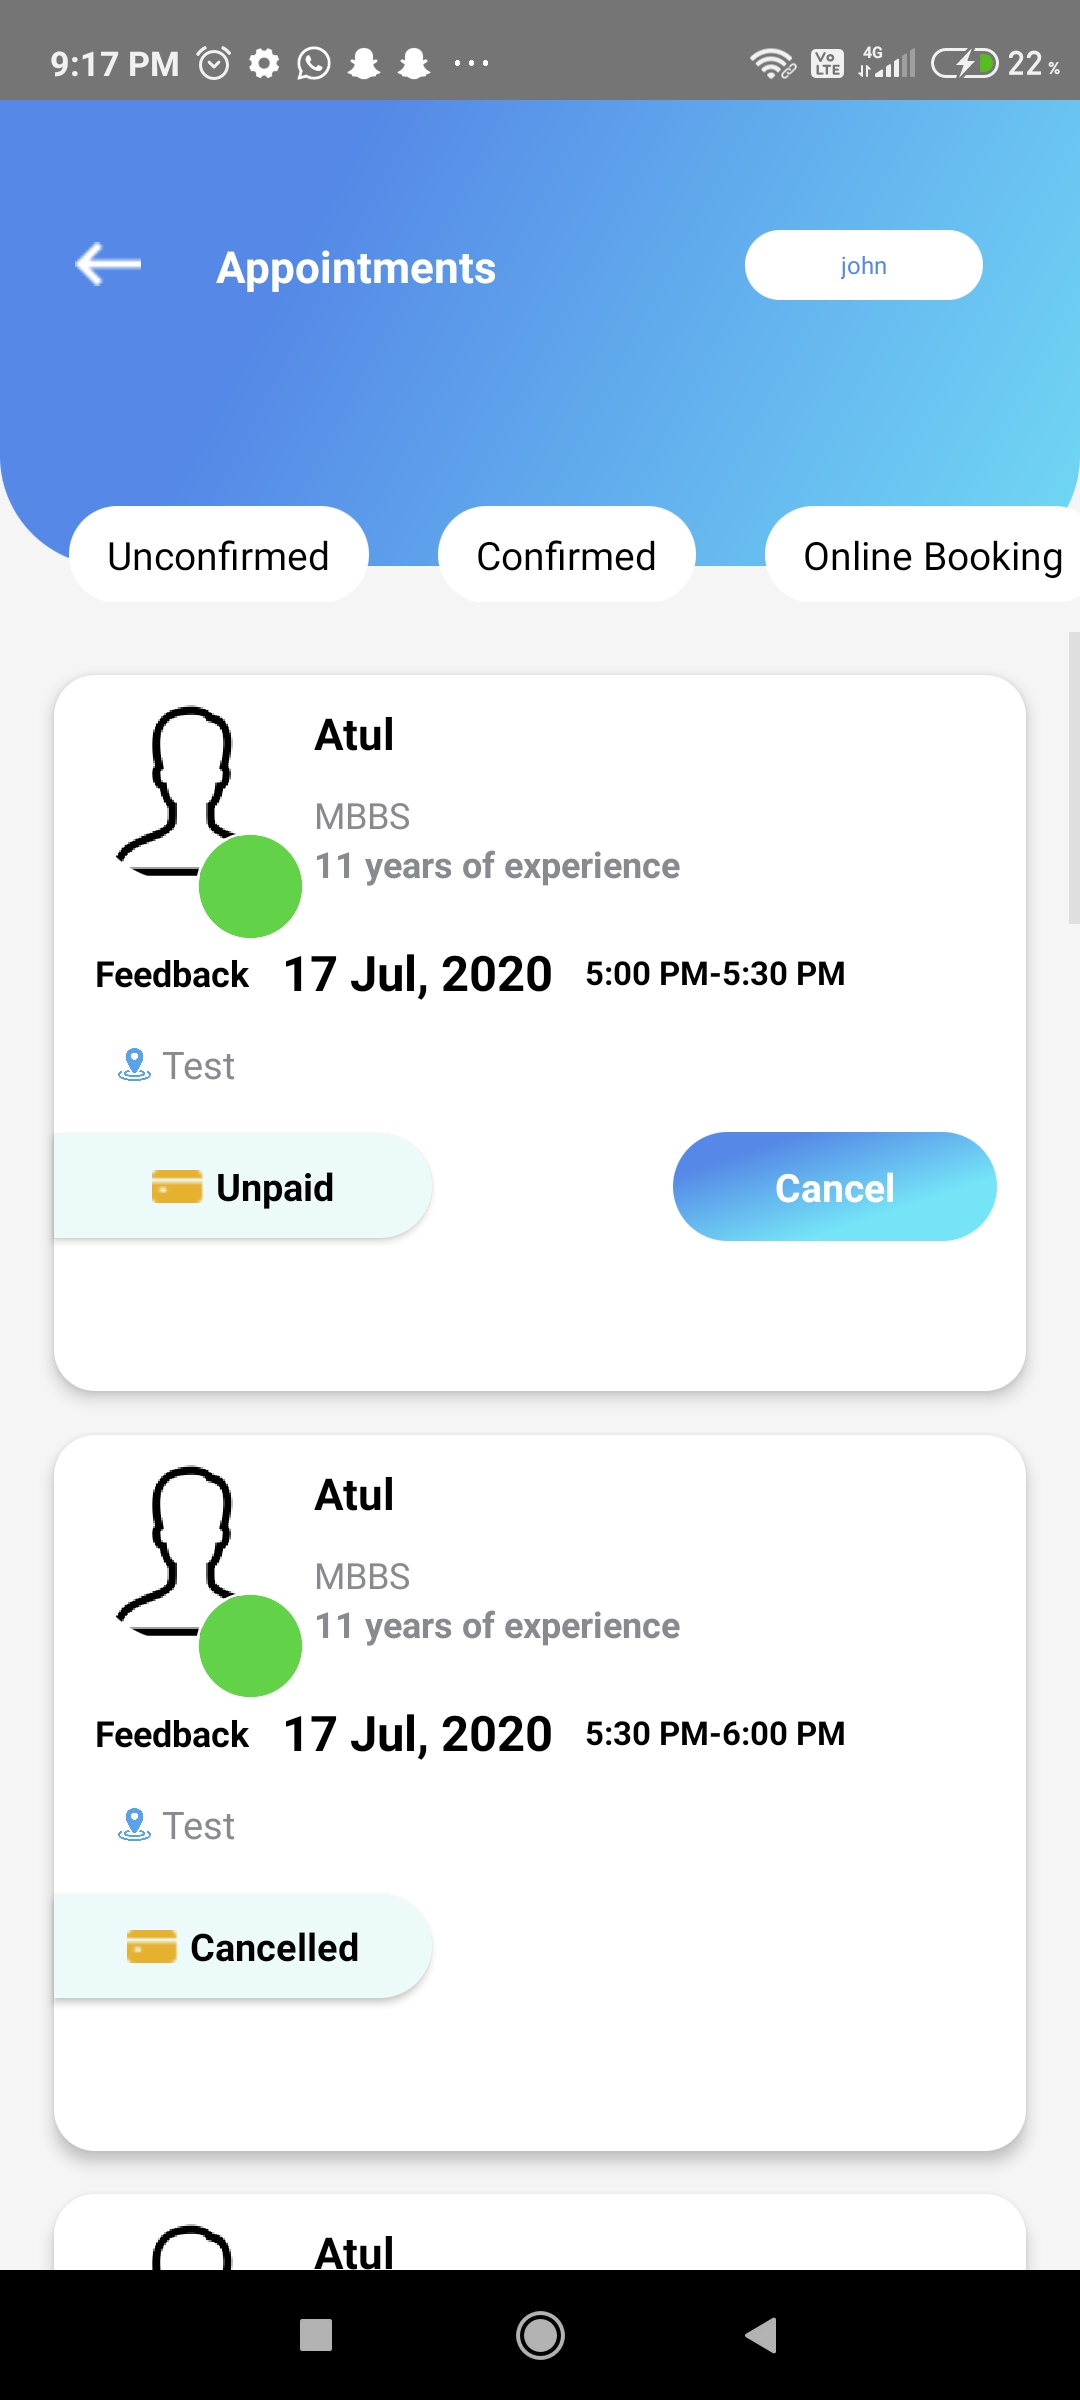 9:17 PM ... Vo LTE 4G 22 %
Appointments john
Unconfirmed Confirmed Online Booking
Atul
MBBS
11 years of experience
Feedback 17 Jul, 2020 5:00 PM-5:30 PM
Test
Unpaid Cancel
Atul
MBBS
11 years of experience
Feedback 17 Jul, 2020 5:30 PM-6:00 PM
Test
Cancelled
Atul